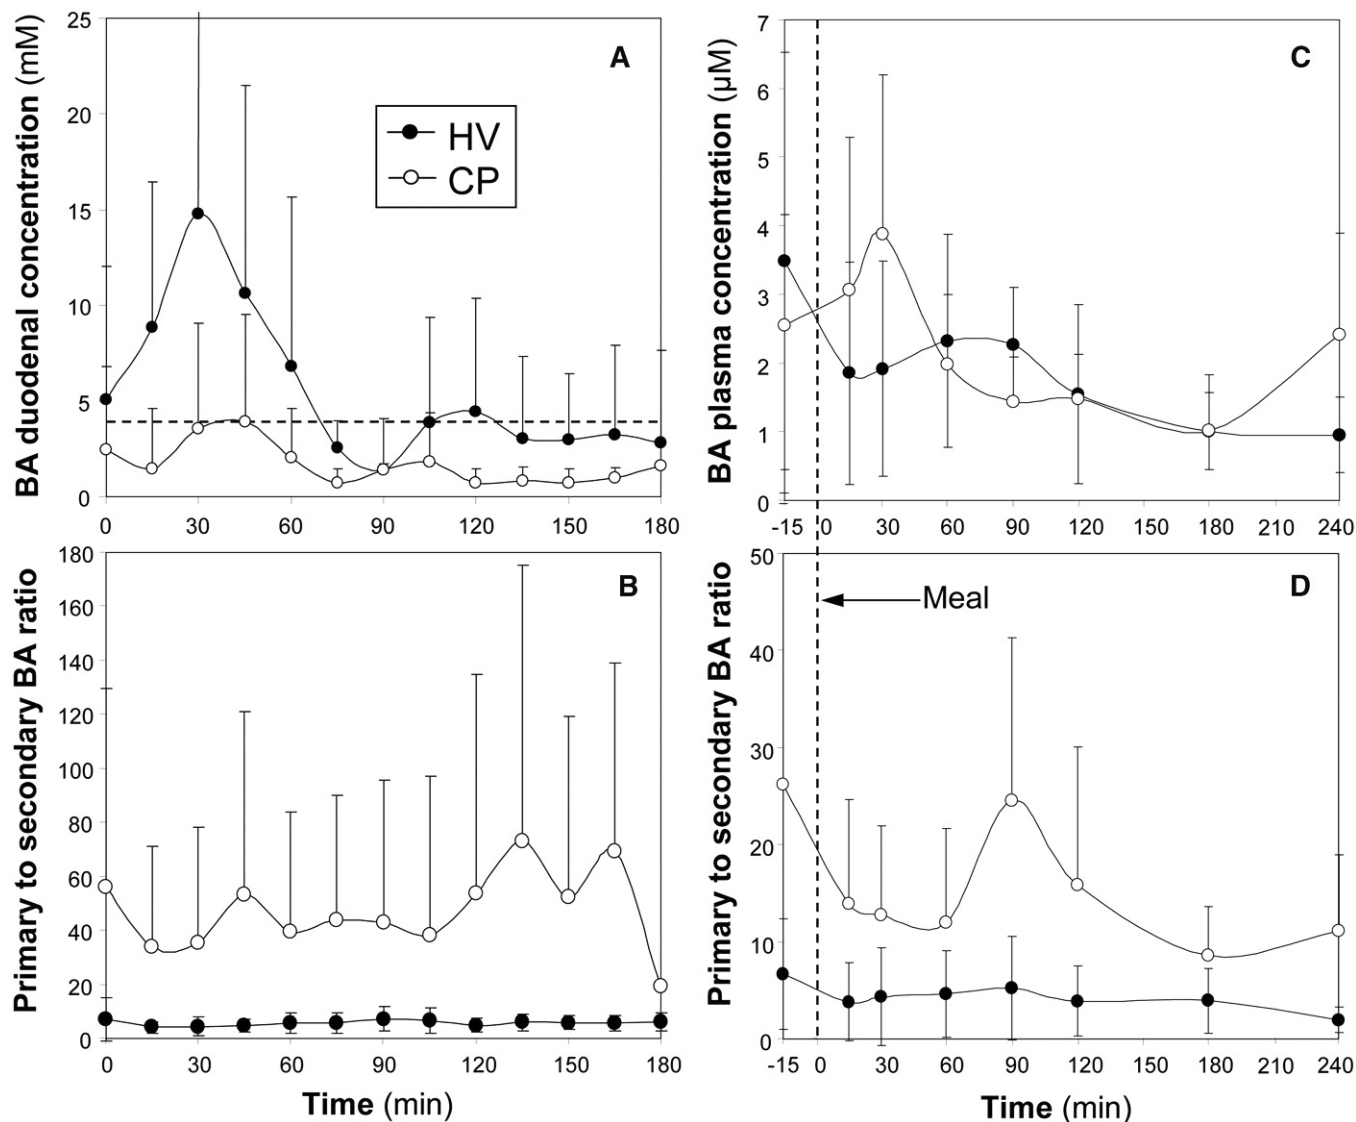 A
BA duodenal concentration (mM)
25
20
15
10
5
0
0 30 60 90 120 150 180
HV
CP
C
BA plasma concentration (µM)
7
6
5
4
3
2
1
0
-15 0 30 60 90 120 150 180 210 240
B
Primary to secondary BA ratio
180
160
140
120
100
80
60
40
20
0
0 30 60 90 120 150 180
Time (min)
D
Primary to secondary BA ratio
50
40
30
20
10
0
Meal
-15 0 30 60 90 120 150 180 210 240
Time (min)